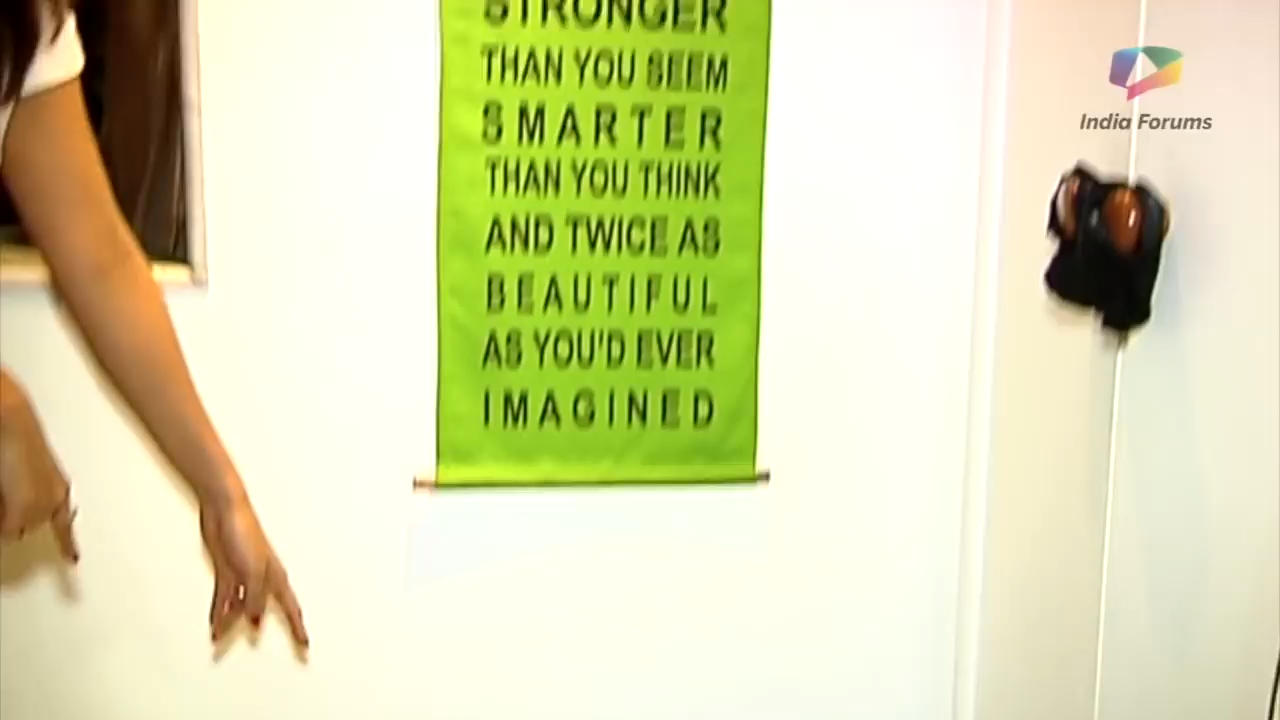 STRONGER
THAN YOU SEEM
SMARTER
THAN YOU THINK
AND TWICE AS
BEAUTIFUL
AS YOU'D EVER
IMAGINED
India Forums